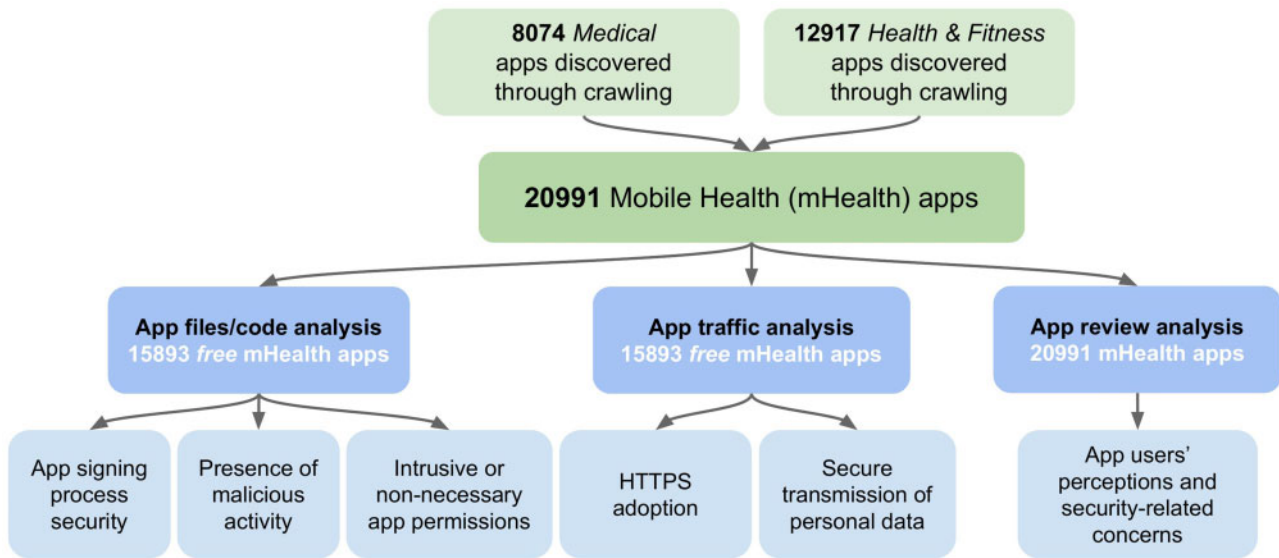 8074 Medical
apps discovered
through crawling
12917 Health & Fitness
apps discovered
through crawling
20991 Mobile Health (mHealth) apps
App files/code analysis
15893 free mHealth apps
App traffic analysis
15893 free mHealth apps
App review analysis
20991 mHealth apps
App signing
process
security
Presence of
malicious
activity
Intrusive or
non-necessary
app permissions
HTTPS
adoption
Secure
transmission of
personal data
App users’
perceptions and
security-related
concerns